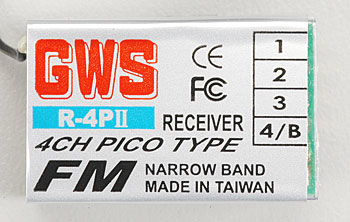 GWS
R-4PII
CE
FC
RECEIVER
1
2
3
4/B
4CH PICO TYPE
FM
NARROW BAND
MADE IN TAIWAN